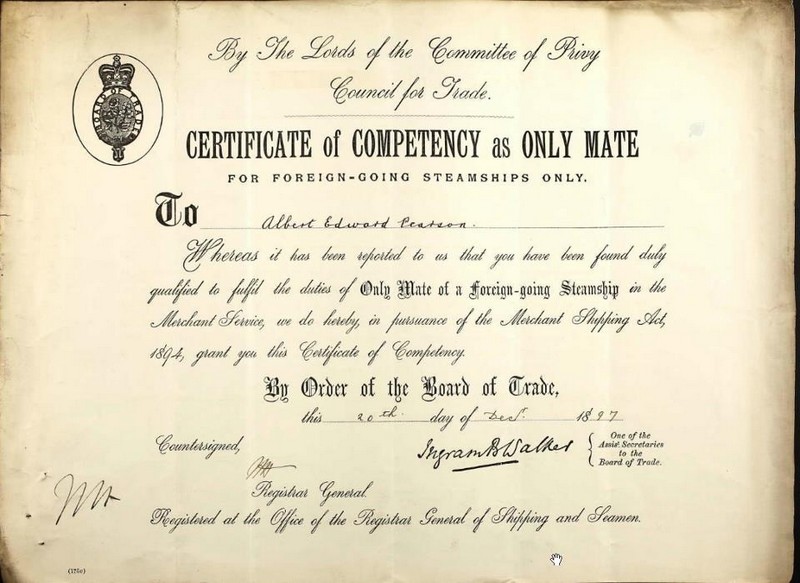 By The Lords of the Committee of Privy
Council for Trade.
BOARD OF TRADE
CERTIFICATE of COMPETENCY as ONLY MATE
FOR FOREIGN-GOING STEAMSHIPS ONLY.
To Albert Edward Pearson.
Whereas it has been reported to us that you have been found duly
qualified to fulfil the duties of Only Mate of a Foreign-going Steamship in the
Merchant Service, we do hereby, in pursuance of the Merchant Shipping Act,
1894, grant you this Certificate of Competency.
By Order of the Board of Trade,
this 20th. day of Decr. 1897
Countersigned,
Ingram B Walker
One of the
Assist. Secretaries
to the
Board of Trade.
Registrar General.
Registered at the Office of the Registrar General of Shipping and Seamen.